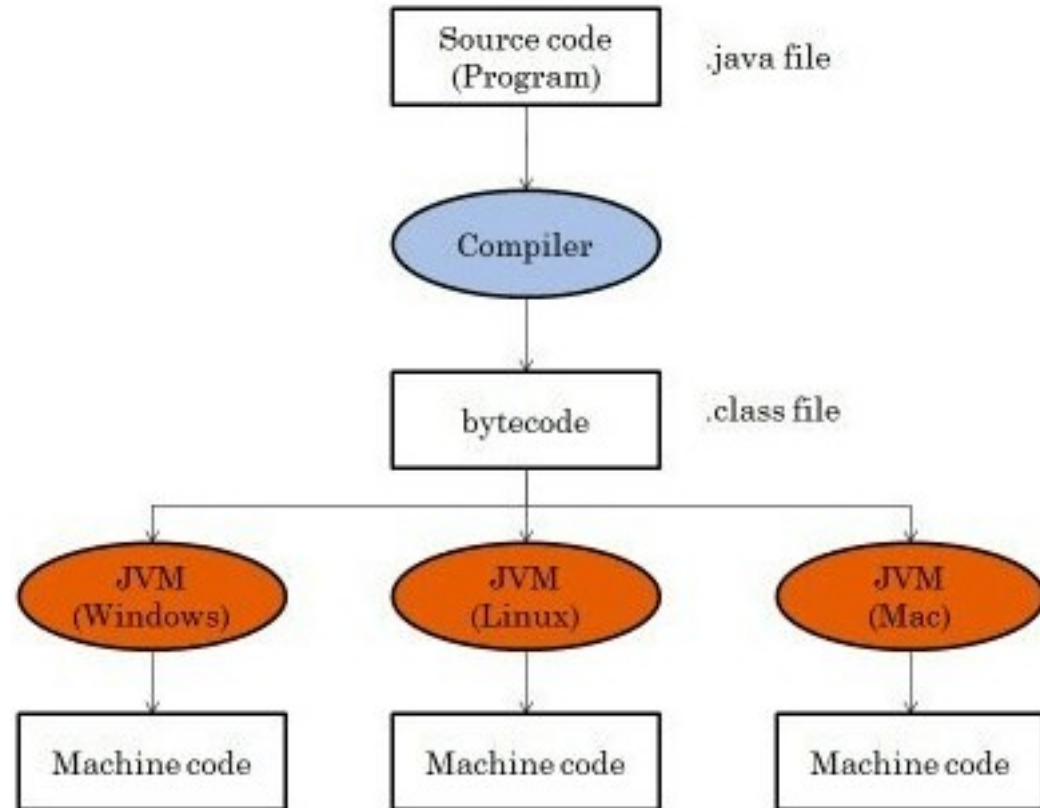 Source code
(Program)
.java file
Compiler
bytecode
.class file
JVM
(Windows)
JVM
(Linux)
JVM
(Mac)
Machine code
Machine code
Machine code